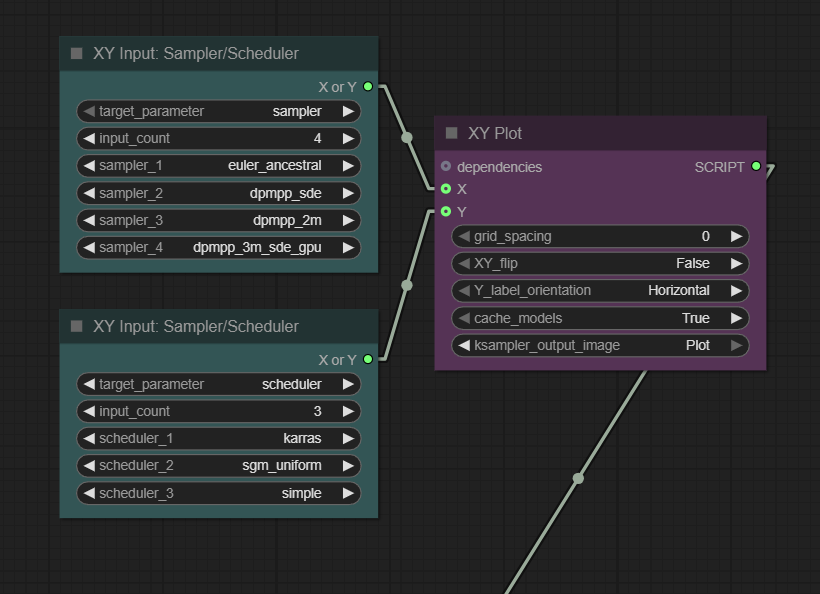 XY Input: Sampler/Scheduler
X or Y
target_parameter sampler
input_count 4
sampler_1 euler_ancestral
sampler_2 dpmpp_sde
sampler_3 dpmpp_2m
sampler_4 dpmpp_3m_sde_gpu
XY Input: Sampler/Scheduler
X or Y
target_parameter scheduler
input_count 3
scheduler_1 karras
scheduler_2 sgm_uniform
scheduler_3 simple
XY Plot
dependencies SCRIPT
X
Y
grid_spacing 0
XY_flip False
Y_label_orientation Horizontal
cache_models True
ksampler_output_image Plot